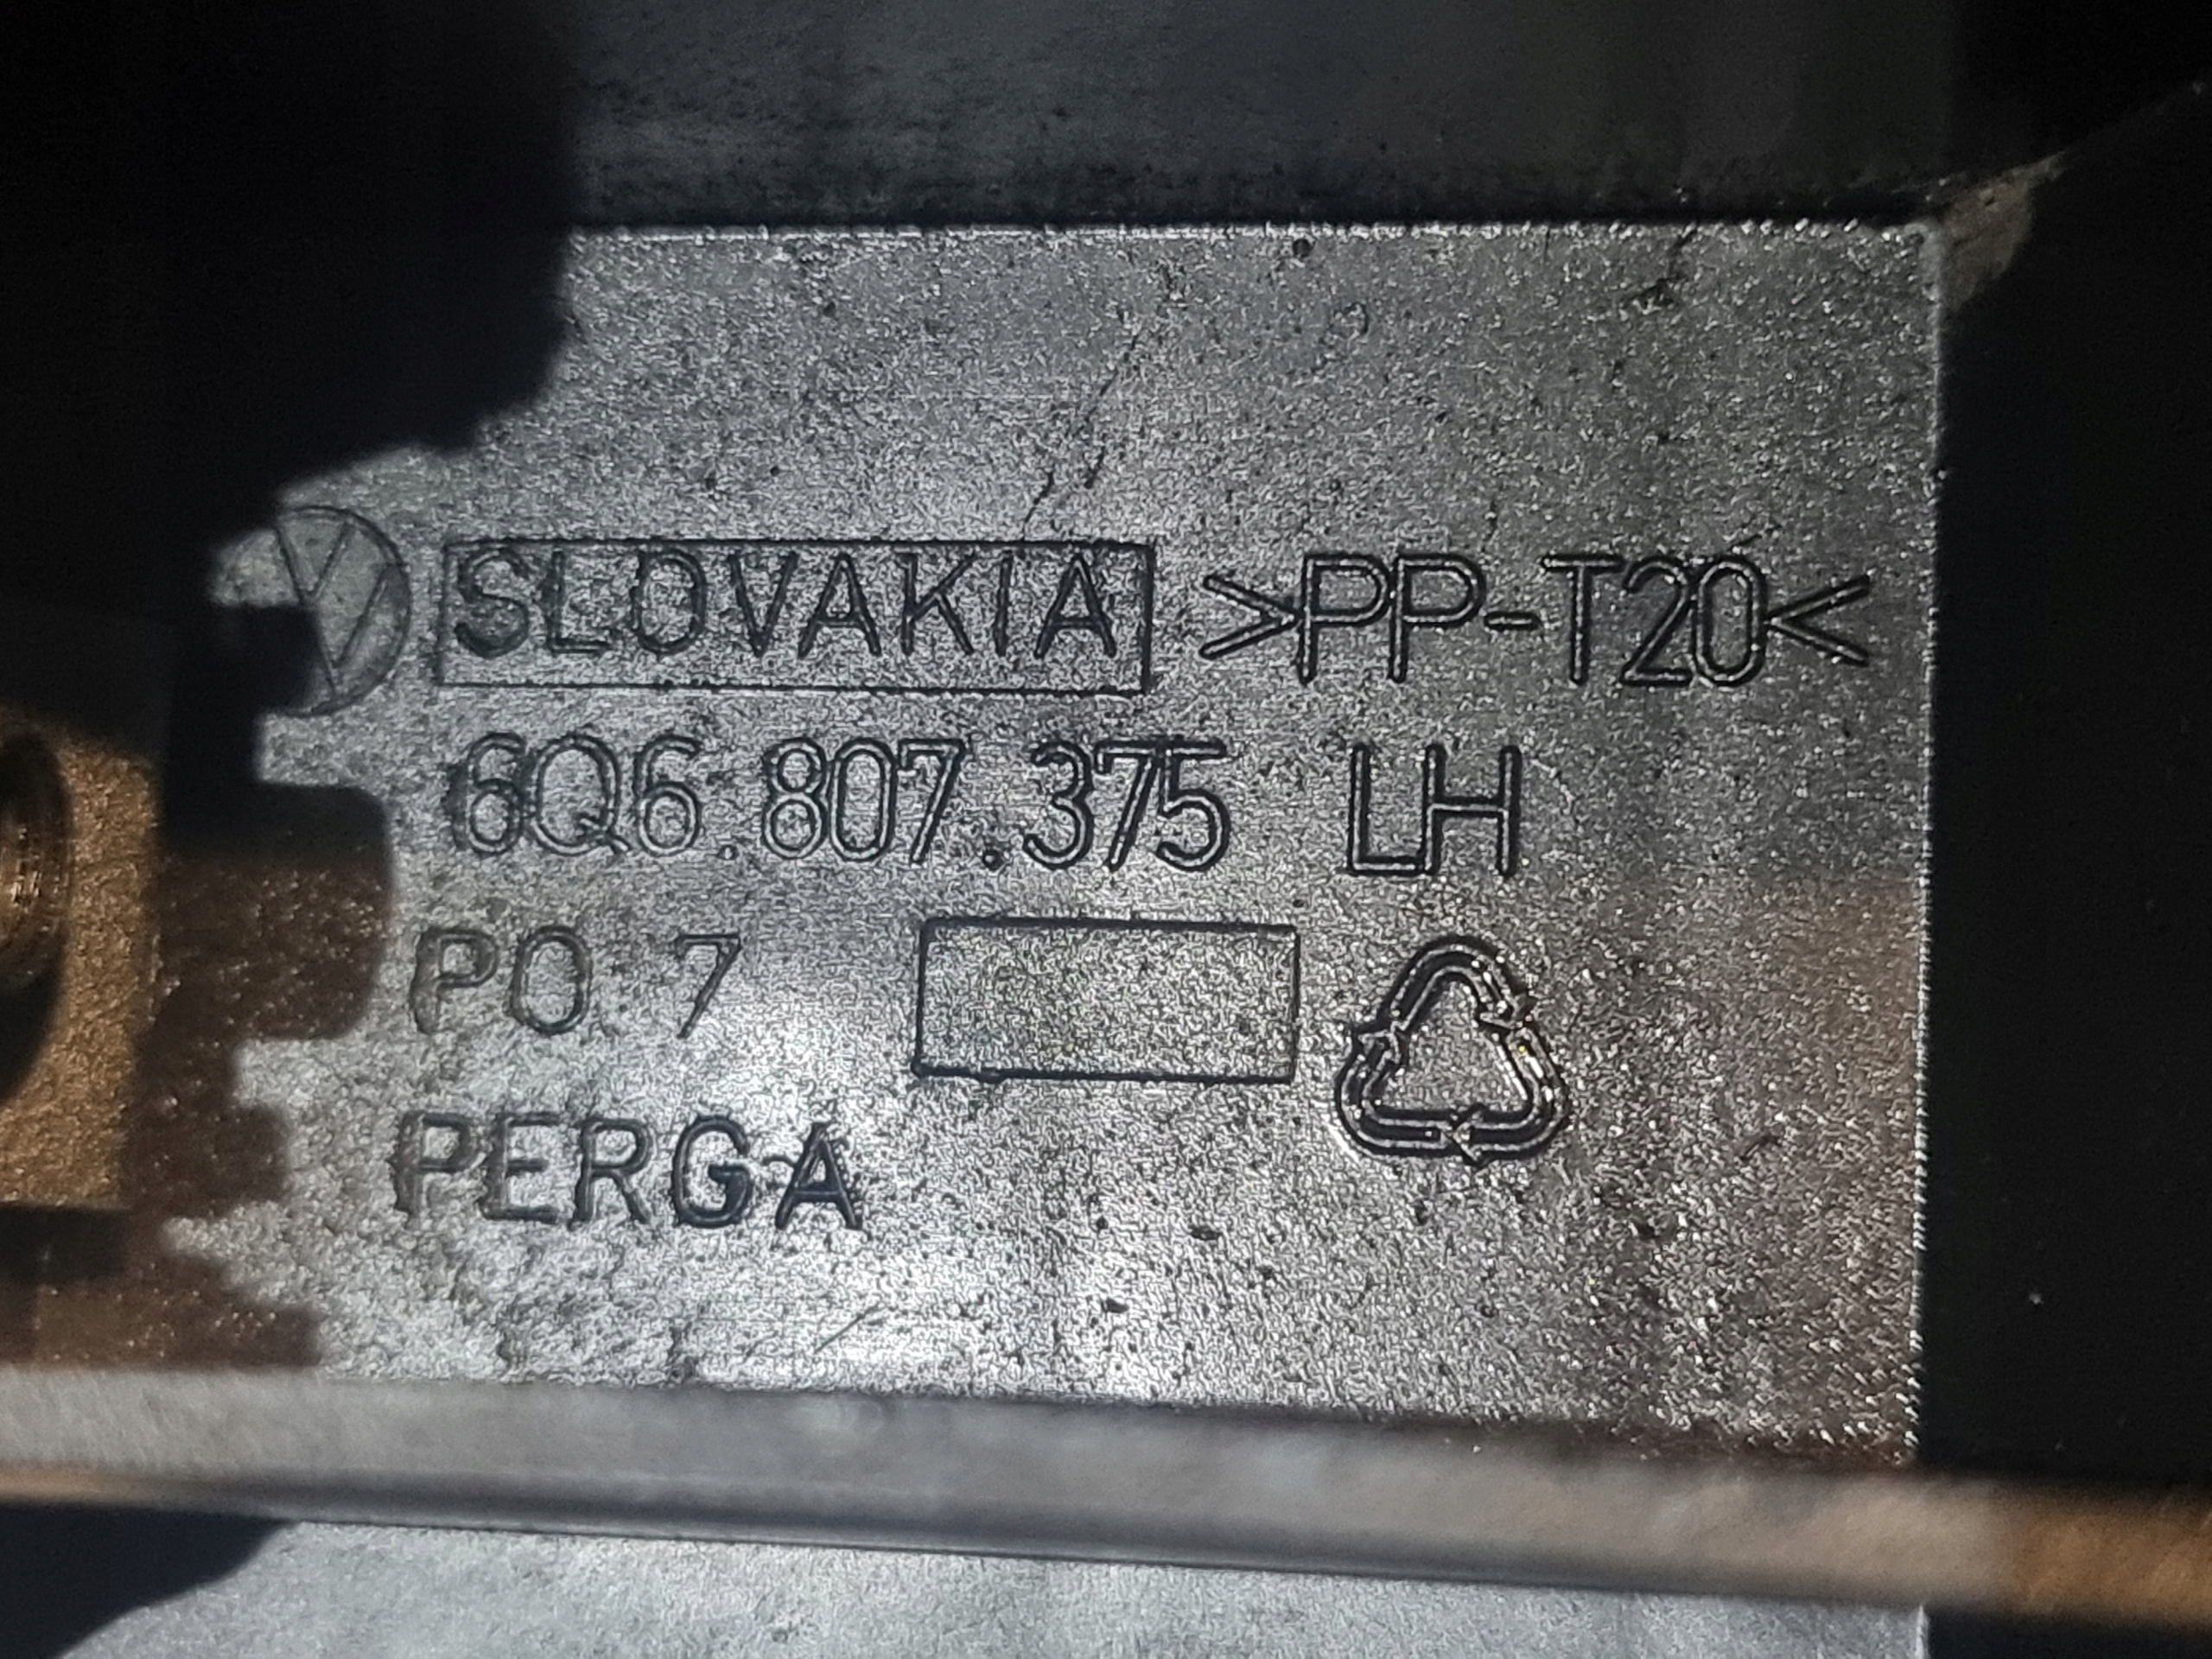 SLOVAKIA >PP-T20<
6Q6.807.375 LH
PO 7
PERGA